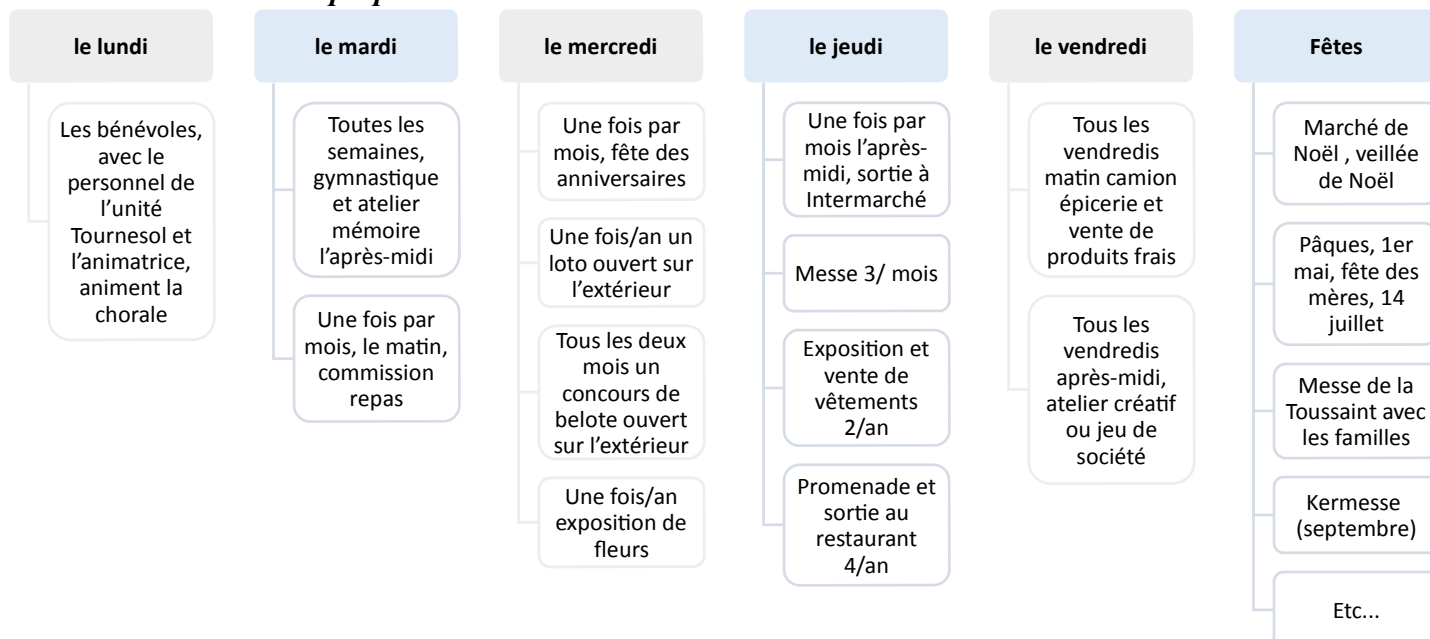 le lundi
Les bénévoles,
avec le
personnel de
l’unité
Tournesol et
l’animatrice,
animent la
chorale
le mardi
Toutes les
semaines,
gymnastique
et atelier
mémoire
l’après-midi
Une fois par
mois, le matin,
commission
repas
le mercredi
Une fois par
mois, fête des
anniversaires
Une fois/an un
loto ouvert sur
l’extérieur
Tous les deux
mois un
concours de
belote ouvert
sur l’extérieur
Une fois/an
exposition de
fleurs
le jeudi
Une fois par
mois l’après-
midi, sortie à
Intermarché
Messe 3/ mois
Exposition et
vente de
vêtements
2/an
Promenade et
sortie au
restaurant
4/an
le vendredi
Tous les
vendredis
matin camion
épicerie et
vente de
produits frais
Tous les
vendredis
après-midi,
atelier créatif
ou jeu de
société
Fêtes
Marché de
Noël , veillée
de Noël
Pâques, 1er
mai, fête des
mères, 14
juillet
Messe de la
Toussaint avec
les familles
Kermesse
(septembre)
Etc...